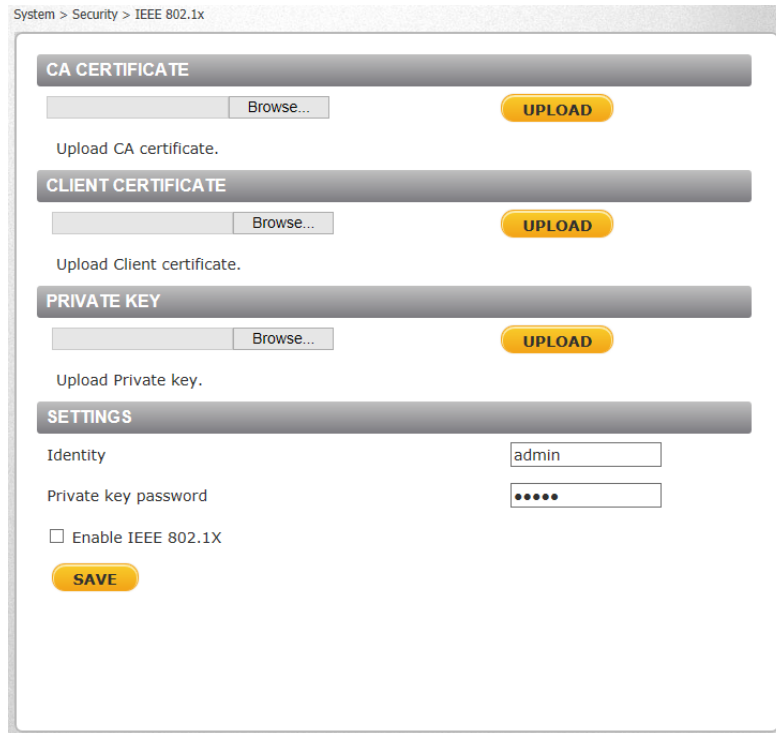 System > Security > IEEE 802.1x
CA CERTIFICATE
Browse... UPLOAD
Upload CA certificate.
CLIENT CERTIFICATE
Browse... UPLOAD
Upload Client certificate.
PRIVATE KEY
Browse... UPLOAD
Upload Private key.
SETTINGS
Identity admin
Private key password •••••
Enable IEEE 802.1X
SAVE